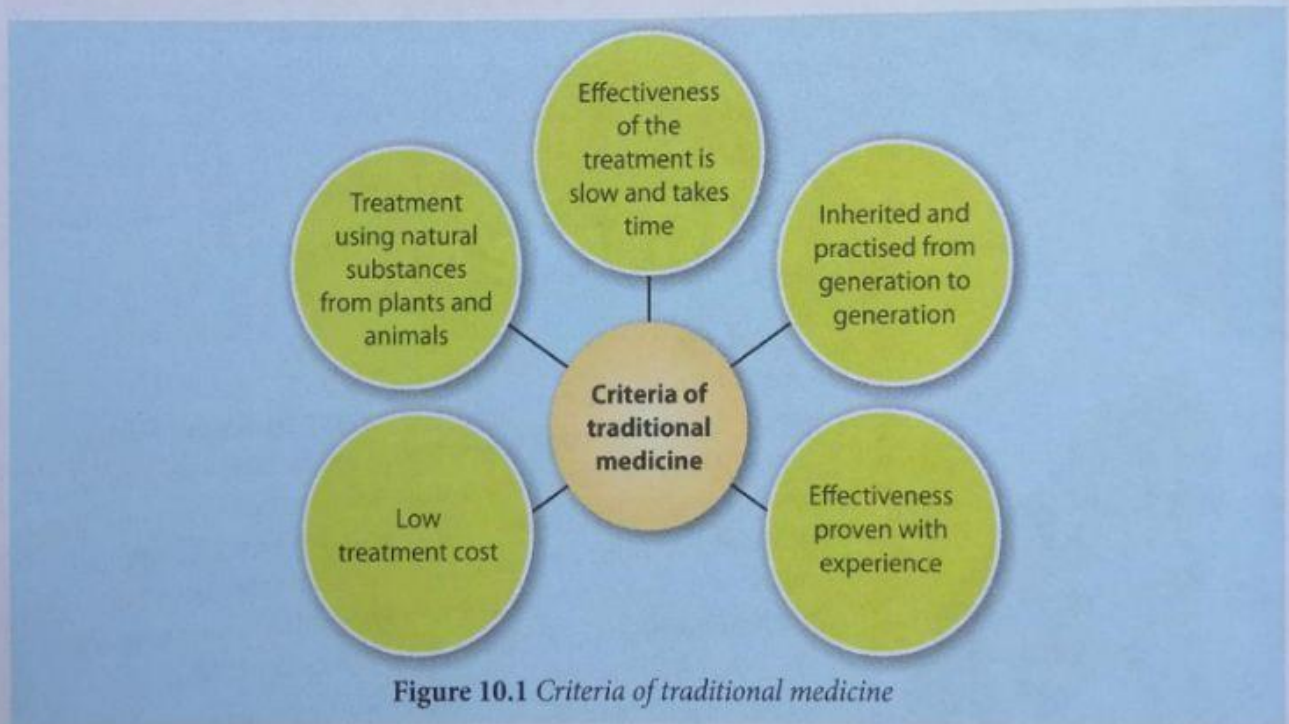 Effectiveness
of the
treatment is
slow and takes
time
Treatment
using natural
substances
from plants and
animals
Inherited and
practised from
generation to
generation
Criteria of
traditional
medicine
Low
treatment cost
Effectiveness
proven with
experience
Figure 10.1 Criteria of traditional medicine